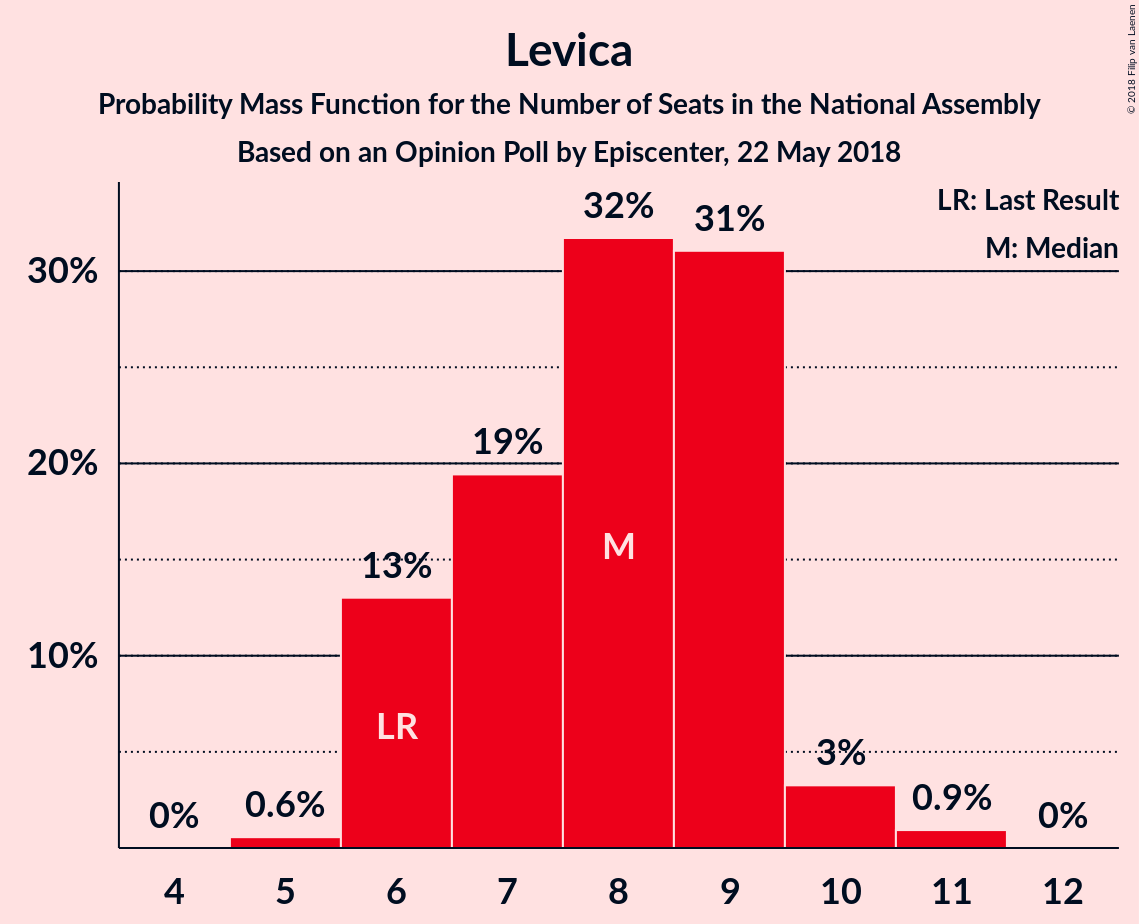 Levica
Probability Mass Function for the Number of Seats in the National Assembly
Based on an Opinion Poll by Episcenter, 22 May 2018
© 2018 Filip van Laenen
LR: Last Result
M: Median
32%
31%
30%
19%
20%
M
13%
10%
LR
3%
0.9%
0.6%
0%
0%
4 5 6 7 8 9 10 11 12